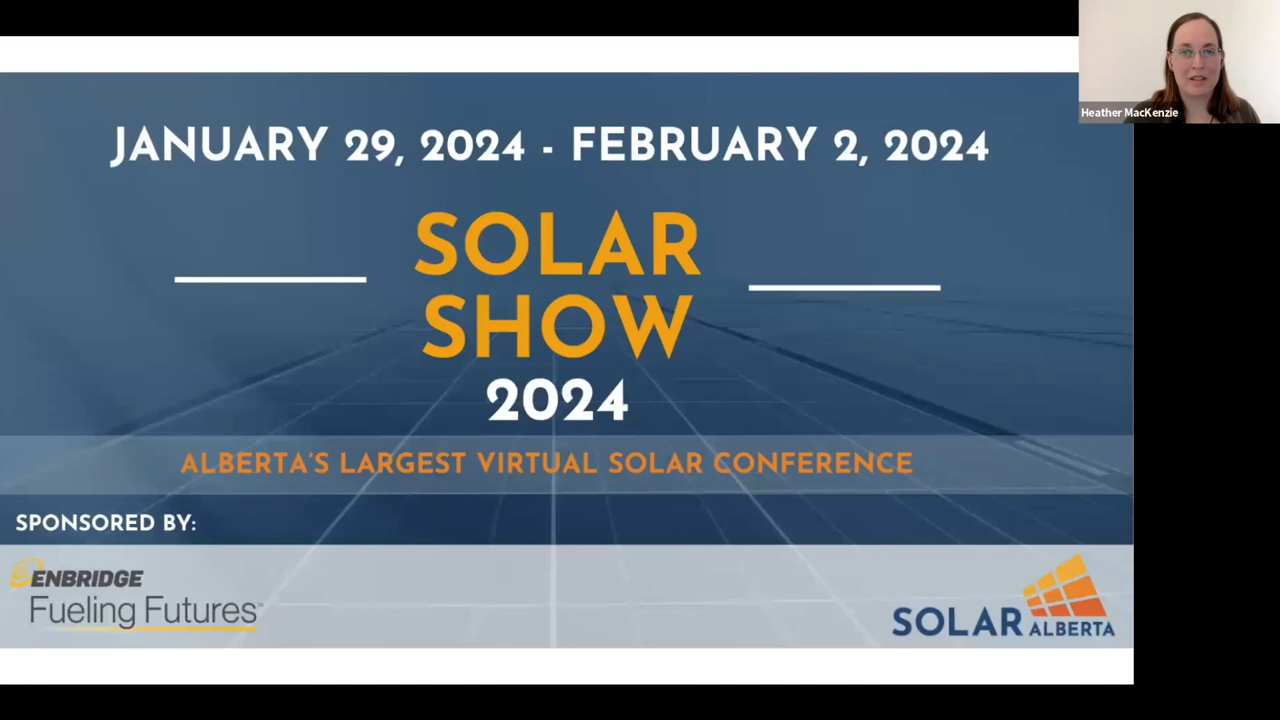 Heather MacKenzie
JANUARY 29, 2024 - FEBRUARY 2, 2024
SOLAR
SHOW
2024
ALBERTA'S LARGEST VIRTUAL SOLAR CONFERENCE
SPONSORED BY:
ENBRIDGE
Fueling Futures™
SOLAR ALBERTA